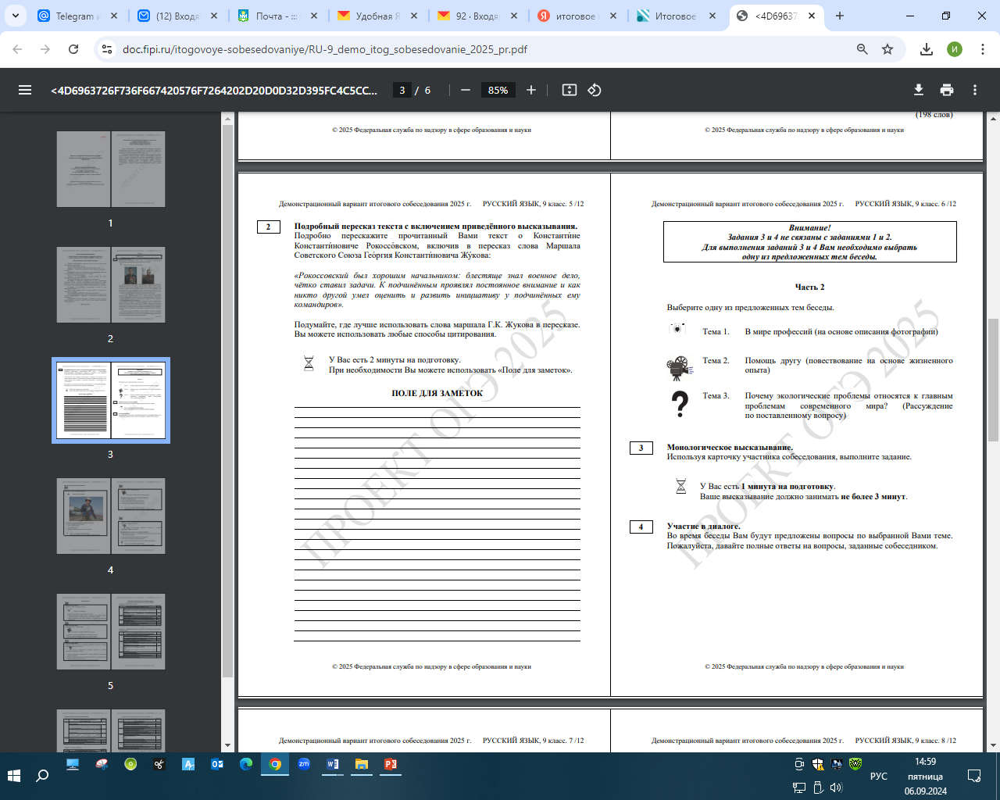 Telegram и
(12) Входя
Почта - :::
Удобная Я
92 · Входящ
итоговое
Итоговое
<4D69637
doc.fipi.ru/itogovoye-sobesedovaniye/RU-9_demo_itog_sobesedovanie_2025_pr.pdf
И
<4D6963726F736F667420576F7264202D20D0D32D395FC4C5CC...
3 / 6
85%
(198 слов)
© 2025 Федеральная служба по надзору в сфере образования и науки
© 2025 Федеральная служба по надзору в сфере образования и науки
Демонстрационный вариант итогового собеседования 2025 г. РУССКИЙ ЯЗЫК, 9 класс. 5 /12
2
Подробный пересказ текста с включением приведённого высказывания.
Подробно перескажите прочитанный Вами текст о Константи́не
Константи́новиче Рокоссо́вском, включив в пересказ слова Маршала
Советского Союза Гео́ргия Константи́новича Жу́кова:
«Рокоссовский был хорошим начальником: блестяще знал военное дело,
чётко ставил задачи. К подчинённым проявлял постоянное внимание и как
никто другой умел оценить и развить инициативу у подчинённых ему
командиров».
Подумайте, где лучше использовать слова маршала Г.К. Жукова в пересказе.
Вы можете использовать любые способы цитирования.
У Вас есть 2 минуты на подготовку.
При необходимости Вы можете использовать «Поле для заметок».
ПОЛЕ ДЛЯ ЗАМЕТОК
ПРОЕКТ ОГЭ 2025
© 2025 Федеральная служба по надзору в сфере образования и науки
Демонстрационный вариант итогового собеседования 2025 г. РУССКИЙ ЯЗЫК, 9 класс. 6 /12
Внимание!
Задания 3 и 4 не связаны с заданиями 1 и 2.
Для выполнения заданий 3 и 4 Вам необходимо выбрать
одну из предложенных тем беседы.
Часть 2
Выберите одну из предложенных тем беседы.
Тема 1. В мире профессий (на основе описания фотографии)
Тема 2. Помощь другу (повествование на основе жизненного
опыта)
Тема 3. Почему экологические проблемы относятся к главным
проблемам современного мира? (Рассуждение
по поставленному вопросу)
3
Монологическое высказывание.
Используя карточку участника собеседования, выполните задание.
У Вас есть 1 минута на подготовку.
Ваше высказывание должно занимать не более 3 минут.
4
Участие в диалоге.
Во время беседы Вам будут предложены вопросы по выбранной Вами теме.
Пожалуйста, давайте полные ответы на вопросы, заданные собеседником.
ПРОЕКТ ОГЭ 2025
© 2025 Федеральная служба по надзору в сфере образования и науки
Демонстрационный вариант итогового собеседования 2025 г. РУССКИЙ ЯЗЫК, 9 класс. 7 /12
Демонстрационный вариант итогового собеседования 2025 г. РУССКИЙ ЯЗЫК, 9 класс. 8 /12
1
2
3
4
5
РУС
14:59
пятница
06.09.2024